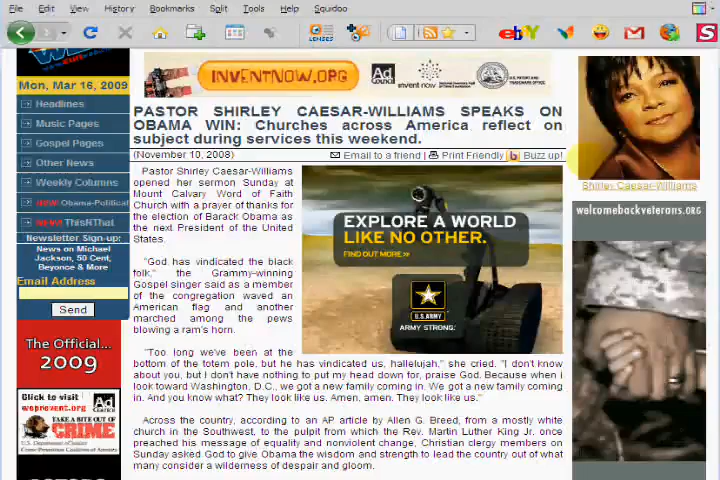 File Edit View History Bookmarks Split Tools Help Squidoo
LENSES
ebY
S
Mon, Mar 16, 2009
Headlines
Music Pages
Gospel Pages
Other News
Weekly Columns
NEW! Obama-Political
NEW! ThisNThat
Newsletter Sign-up:
News on Michael
Jackson, 50 Cent,
Beyonce & More
Email Address
Send
The Official...
2009
Click to visit
weprevent.org
Ad
TAKE A BITE OUT OF
CRIME
INVENTNOW.ORG
Ad
Council
invent now
PASTOR SHIRLEY CAESAR-WILLIAMS SPEAKS ON
OBAMA WIN: Churches across America reflect on
subject during services this weekend.
(November 10, 2008)
Email to a friend | Print Friendly | Buzz up!
Pastor Shirley Caesar-Williams
opened her sermon Sunday at
Mount Calvary Word of Faith
Church with a prayer of thanks for
the election of Barack Obama as
the next President of the United
States.
"God has vindicated the black
folk," the Grammy-winning
Gospel singer said as a member
of the congregation waved an
American flag and another
marched among the pews
blowing a ram's horn.
EXPLORE A WORLD
LIKE NO OTHER.
FIND OUT MORE >>
U.S.ARMY
ARMY STRONG.
"Too long we've been at the
bottom of the totem pole, but he has vindicated us, hallelujah," she cried. "I don't know
about you, but I don't have nothing to put my head down for, praise God. Because when I
look toward Washington, D.C., we got a new family coming in. We got a new family coming
in. And you know what? They look like us. Amen, amen. They look like us."
Across the country, according to an AP article by Allen G. Breed, from a mostly white
church in the Southwest, to the pulpit from which the Rev. Martin Luther King Jr. once
preached his message of equality and nonviolent change, Christian clergy members on
Sunday asked God to give Obama the wisdom and strength to lead the country out of what
many consider a wilderness of despair and gloom.
Shirley Caesar-Williams
welcomebackveterans.ORG